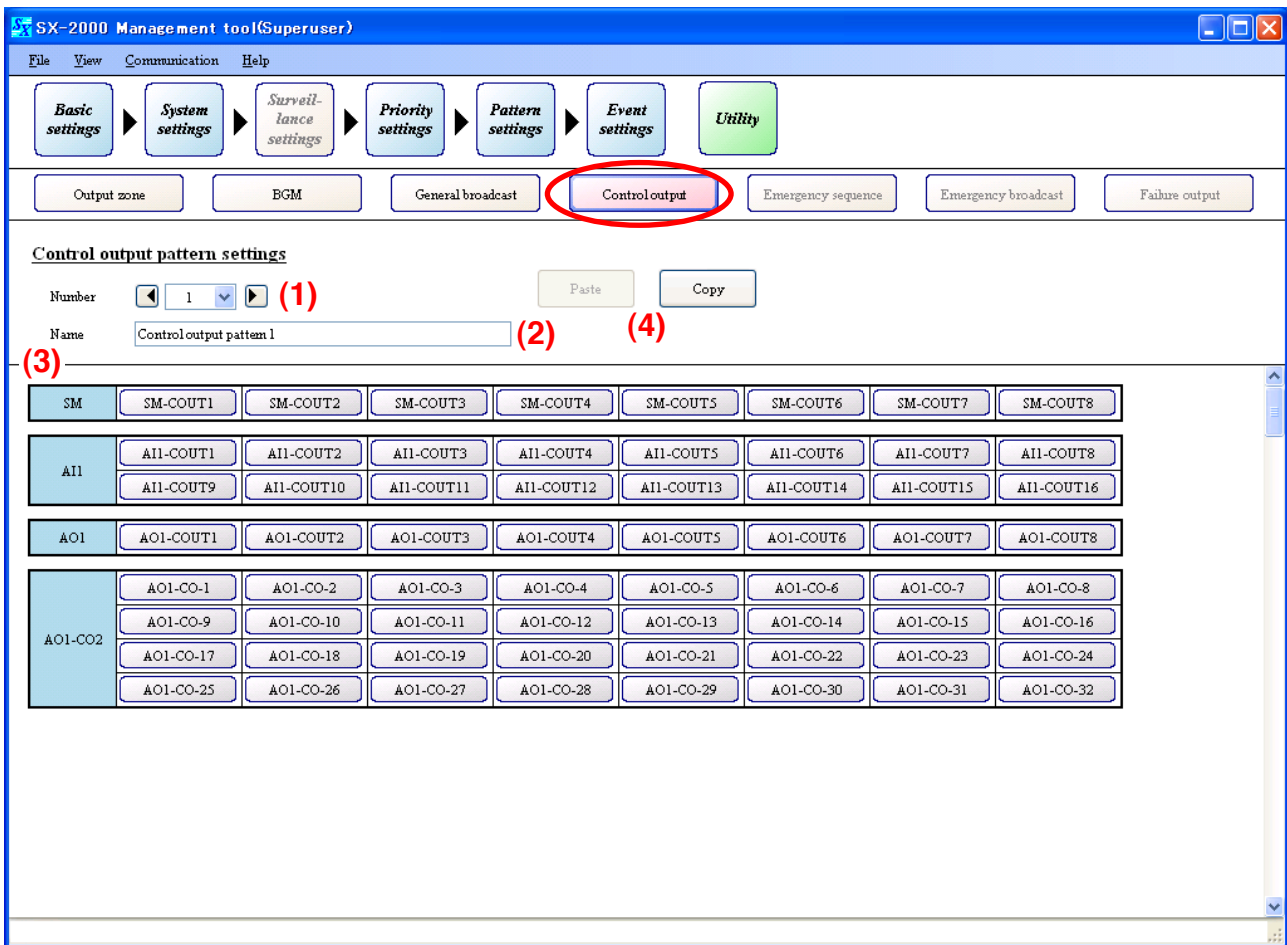 SX-2000 Management tool(Superuser)
File View Communication Help
Basic settings
System settings
Surveil-lance settings
Priority settings
Pattern settings
Event settings
Utility
Output zone BGM General broadcast Control output Emergency sequence Emergency broadcast Failure output
Control output pattern settings
Number 1 (1) Paste Copy
Name Control output pattern 1 (2) (4)
(3)
SM SM-COUT1 SM-COUT2 SM-COUT3 SM-COUT4 SM-COUT5 SM-COUT6 SM-COUT7 SM-COUT8
AI1 AI1-COUT1 AI1-COUT2 AI1-COUT3 AI1-COUT4 AI1-COUT5 AI1-COUT6 AI1-COUT7 AI1-COUT8
AI1-COUT9 AI1-COUT10 AI1-COUT11 AI1-COUT12 AI1-COUT13 AI1-COUT14 AI1-COUT15 AI1-COUT16
AO1 AO1-COUT1 AO1-COUT2 AO1-COUT3 AO1-COUT4 AO1-COUT5 AO1-COUT6 AO1-COUT7 AO1-COUT8
AO1-CO2 AO1-CO-1 AO1-CO-2 AO1-CO-3 AO1-CO-4 AO1-CO-5 AO1-CO-6 AO1-CO-7 AO1-CO-8
AO1-CO-9 AO1-CO-10 AO1-CO-11 AO1-CO-12 AO1-CO-13 AO1-CO-14 AO1-CO-15 AO1-CO-16
AO1-CO-17 AO1-CO-18 AO1-CO-19 AO1-CO-20 AO1-CO-21 AO1-CO-22 AO1-CO-23 AO1-CO-24
AO1-CO-25 AO1-CO-26 AO1-CO-27 AO1-CO-28 AO1-CO-29 AO1-CO-30 AO1-CO-31 AO1-CO-32